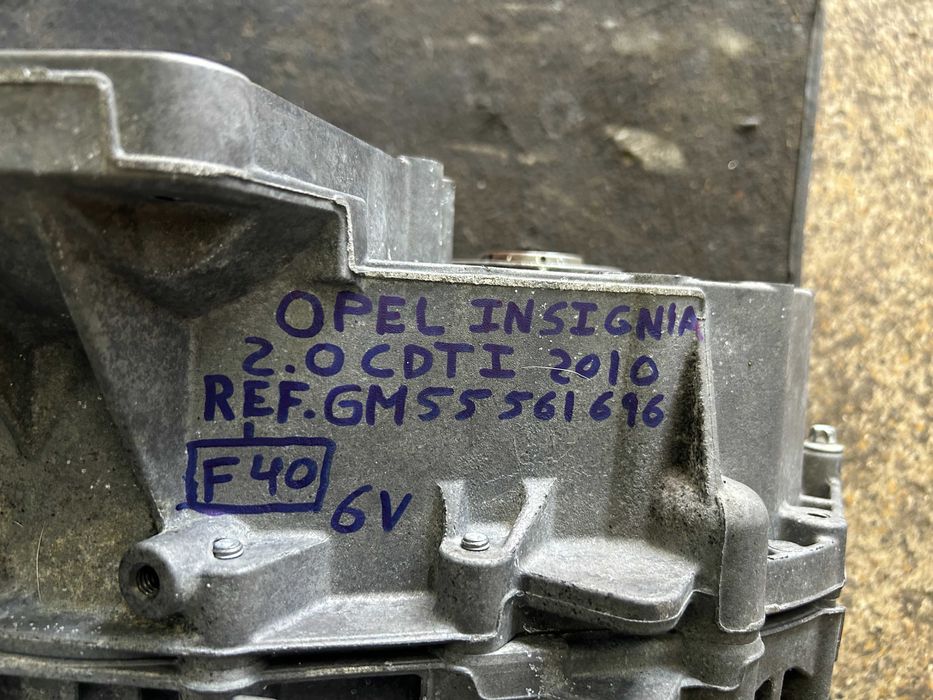 OPEL INSIGNIA
2.0 CDTI 2010
REF. GM55561696
F40
6V